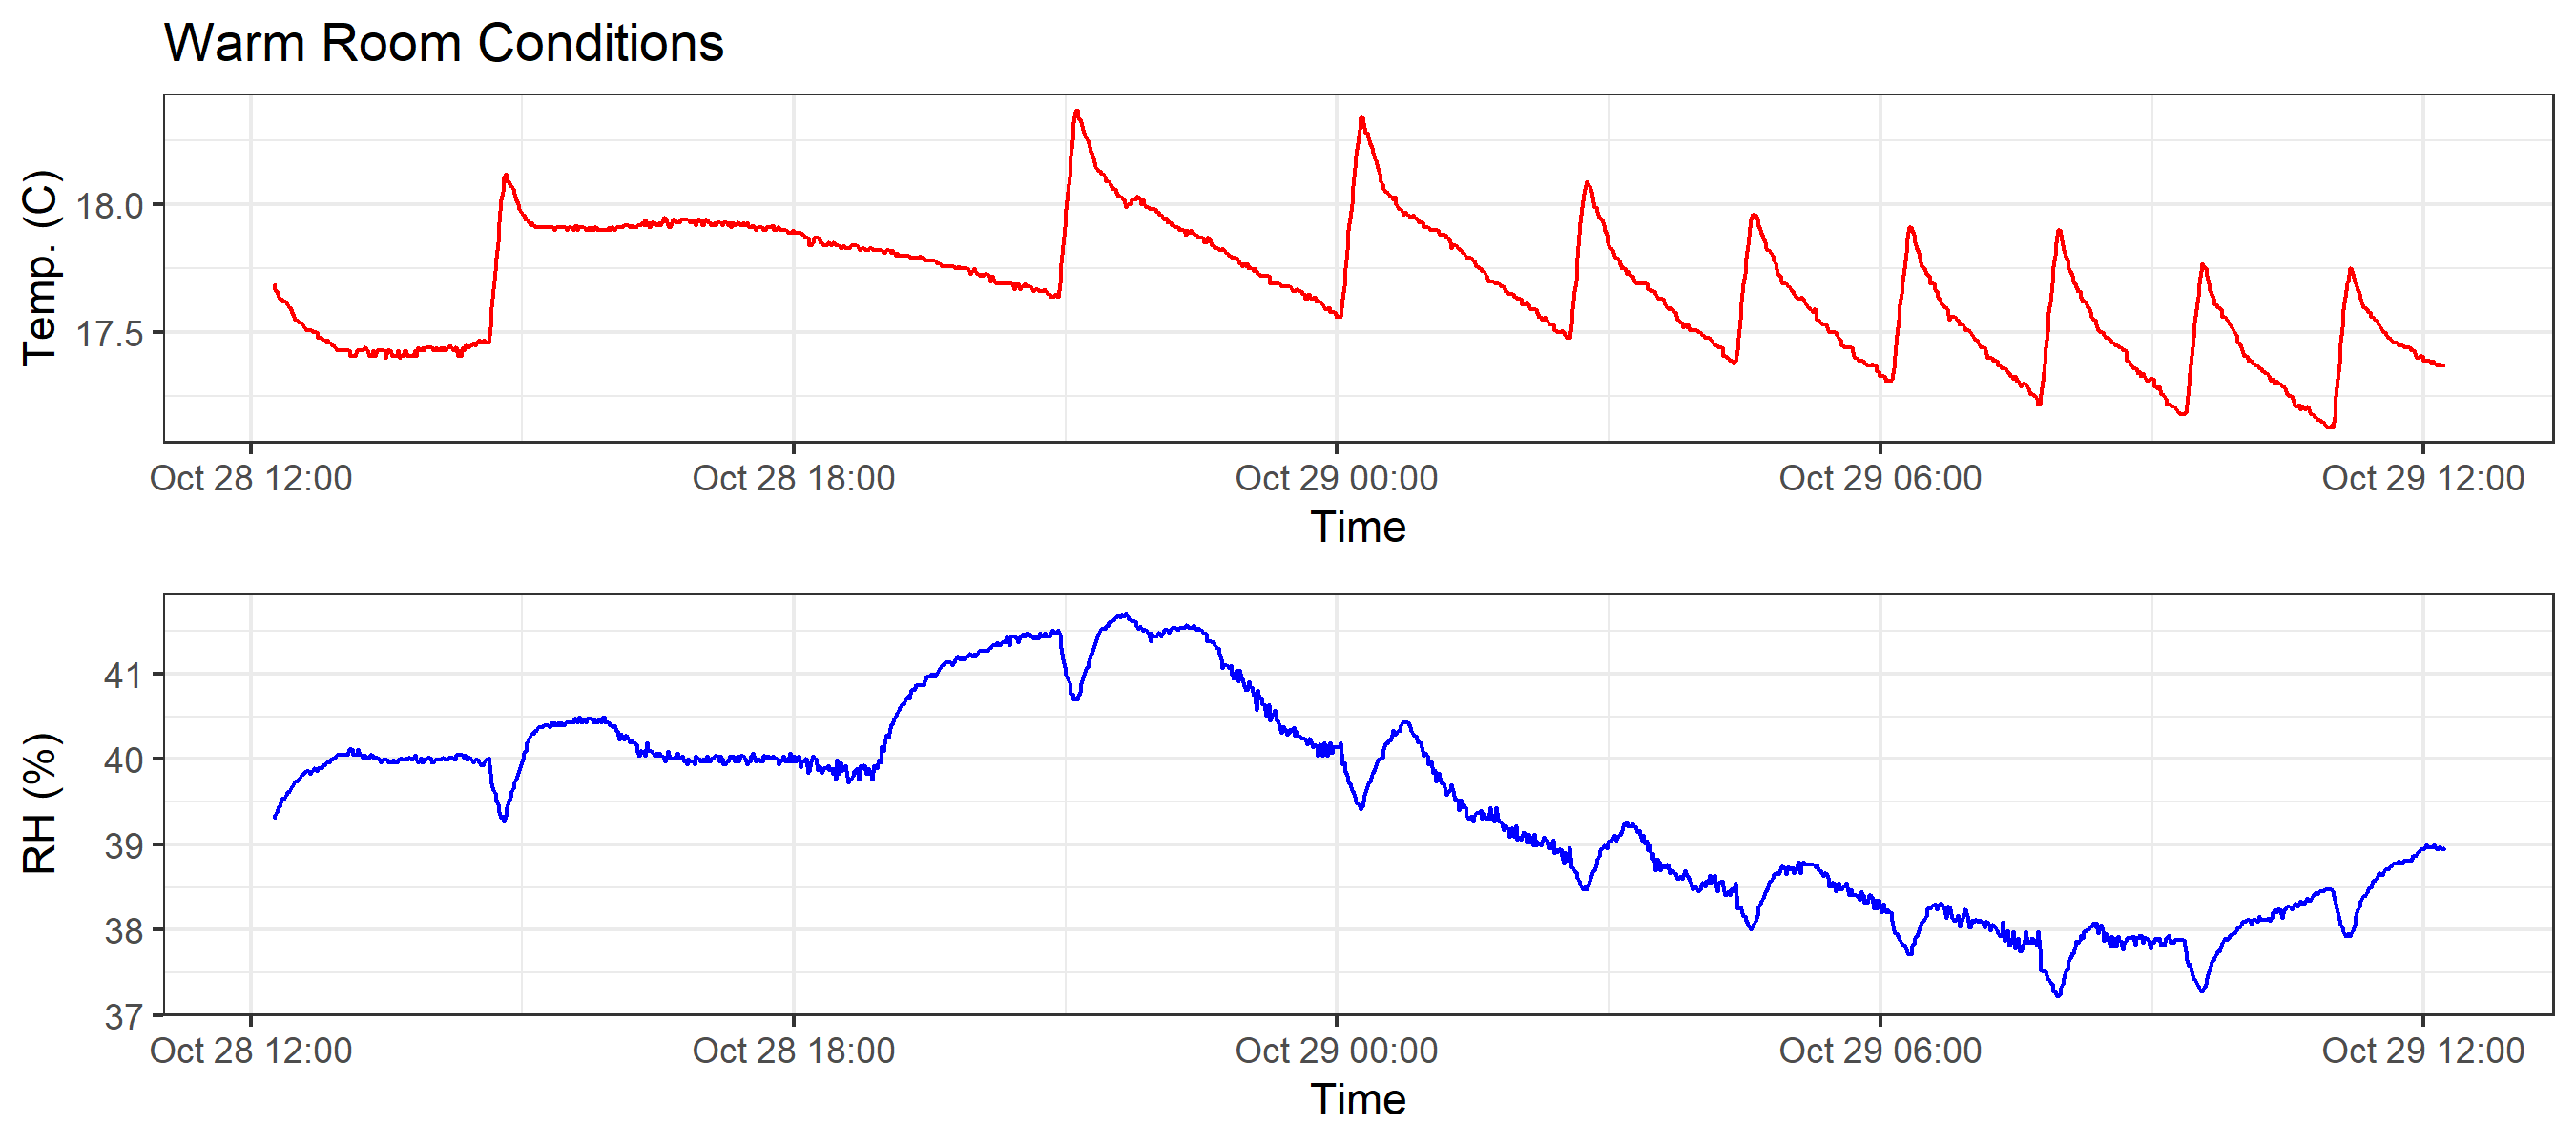 Warm Room Conditions
Temp. (C)
18.0
17.5
Oct 28 12:00 Oct 28 18:00 Oct 29 00:00 Oct 29 06:00 Oct 29 12:00
Time
RH (%)
41
40
39
38
37
Oct 28 12:00 Oct 28 18:00 Oct 29 00:00 Oct 29 06:00 Oct 29 12:00
Time